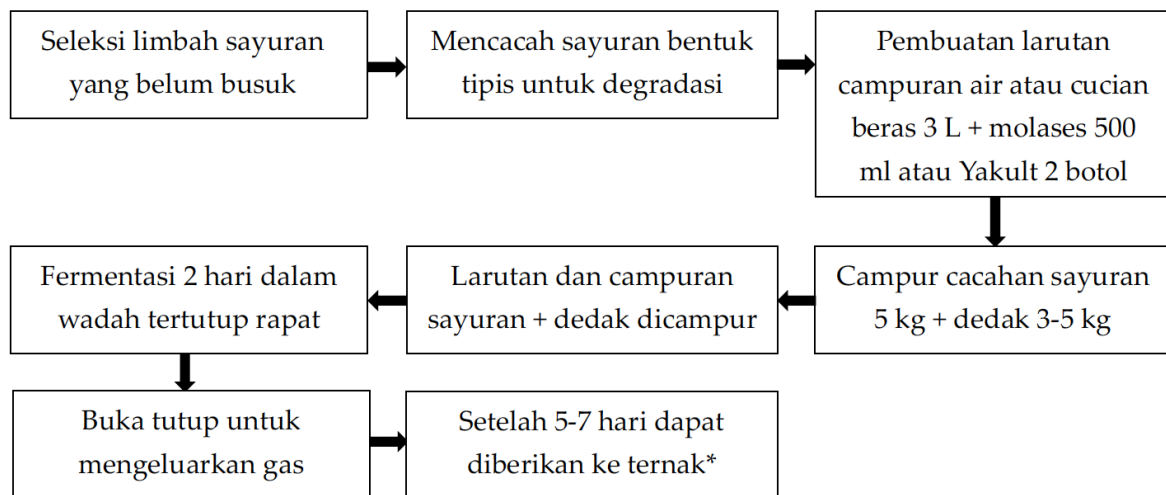 Seleksi limbah sayuran
yang belum busuk
Mencacah sayuran bentuk
tipis untuk degradasi
Pembuatan larutan
campuran air atau cucian
beras 3 L + molases 500
ml atau Yakult 2 botol
Campur cacahan sayuran
5 kg + dedak 3-5 kg
Larutan dan campuran
sayuran + dedak dicampur
Fermentasi 2 hari dalam
wadah tertutup rapat
Buka tutup untuk
mengeluarkan gas
Setelah 5-7 hari dapat
diberikan ke ternak*